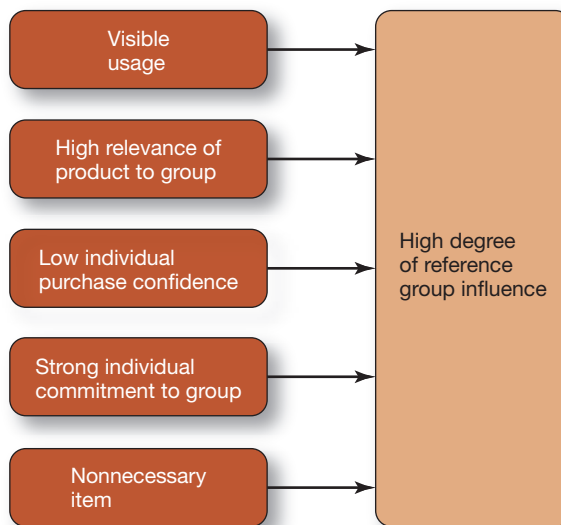 Visible
usage
High relevance of
product to group
Low individual
purchase confidence
Strong individual
commitment to group
Nonnecessary
item
High degree
of reference
group influence